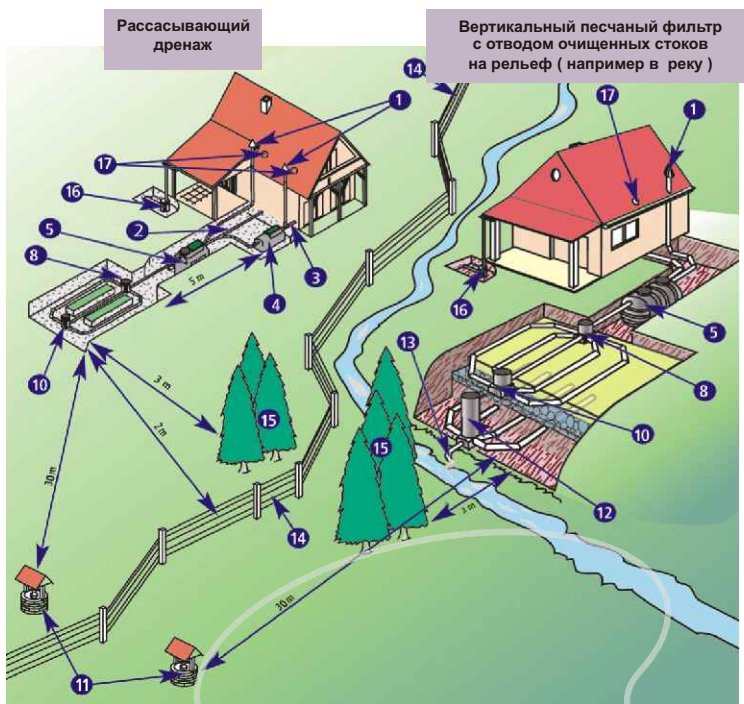 Рассасывающий
дренаж
Вертикальный песчаный фильтр
с отводом очищенных стоков
на рельеф ( например в реку )
14
1
17
1
17
16
2
5
8
3
4
5 m
16
5
10
13
8
3 m
15
10
2 m
15
30 m
12
14
3 m
30 m
11